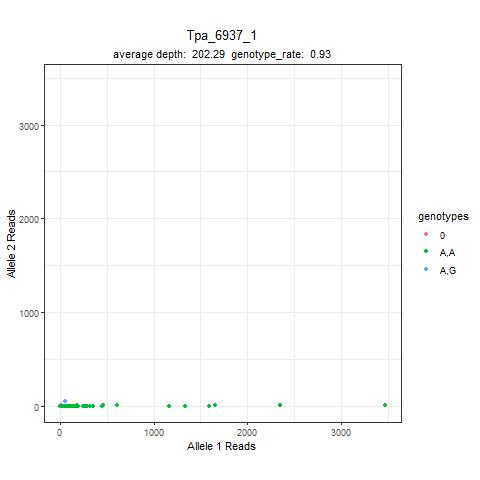 Tpa_6937_1
average depth: 202.29 genotype_rate: 0.93
3000
2000
1000
0
Allele 2 Reads
0 1000 2000 3000
Allele 1 Reads
genotypes
0
A,A
A,G